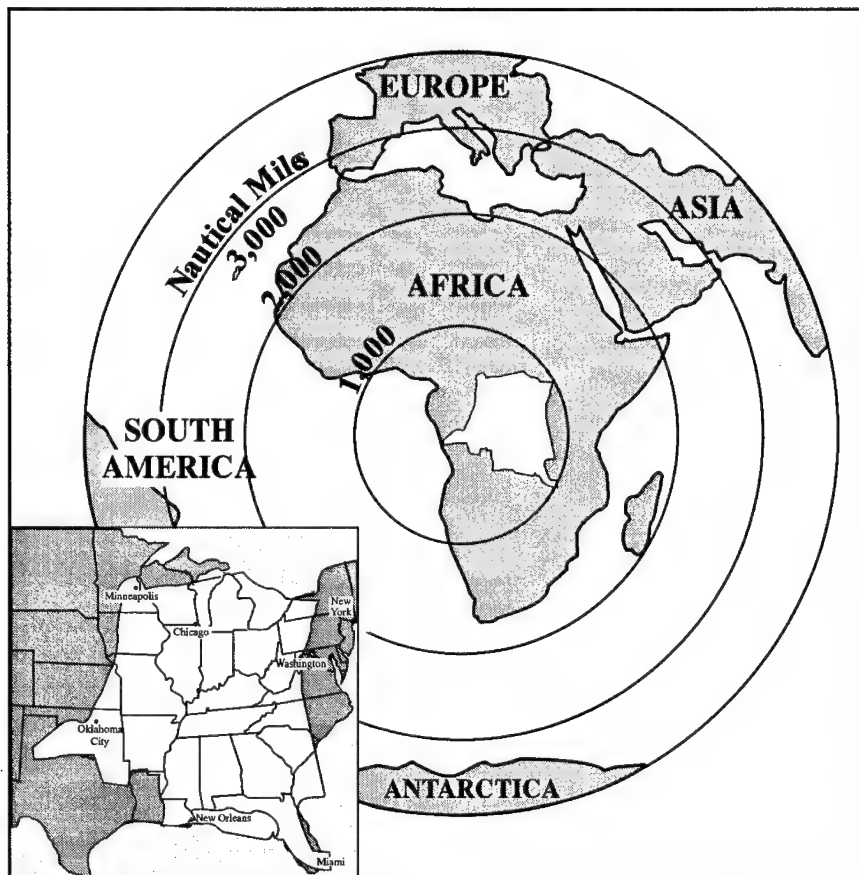 EUROPE
Nautical Miles
3,000
ASIA
2,000
AFRICA
1,000
SOUTH
AMERICA
Minneapolis
New
York
Chicago
Washington
Oklahoma
City
New Orleans
Miami
ANTARCTICA